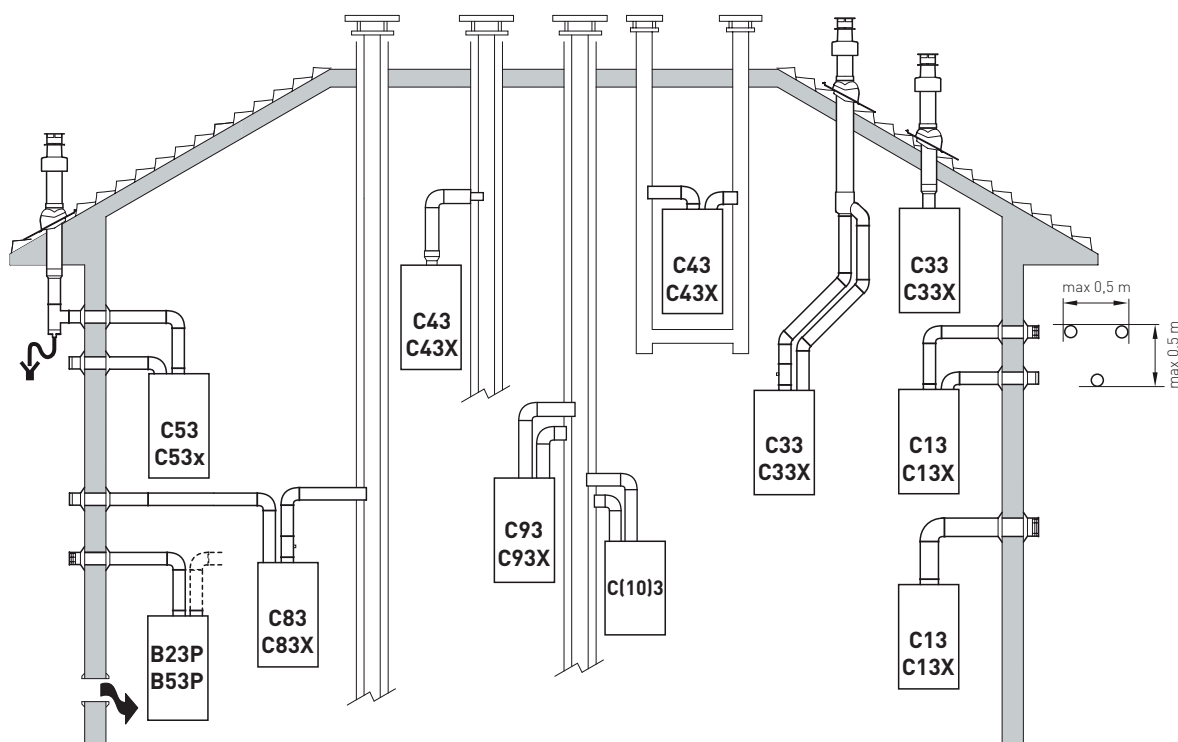 C43
C43X
C43
C43X
C33
C33X
max 0,5 m
max 0,5 m
C53
C53x
C33
C33X
C13
C13X
C93
C93X
C(10)3
C83
C83X
B23P
B53P
C13
C13X